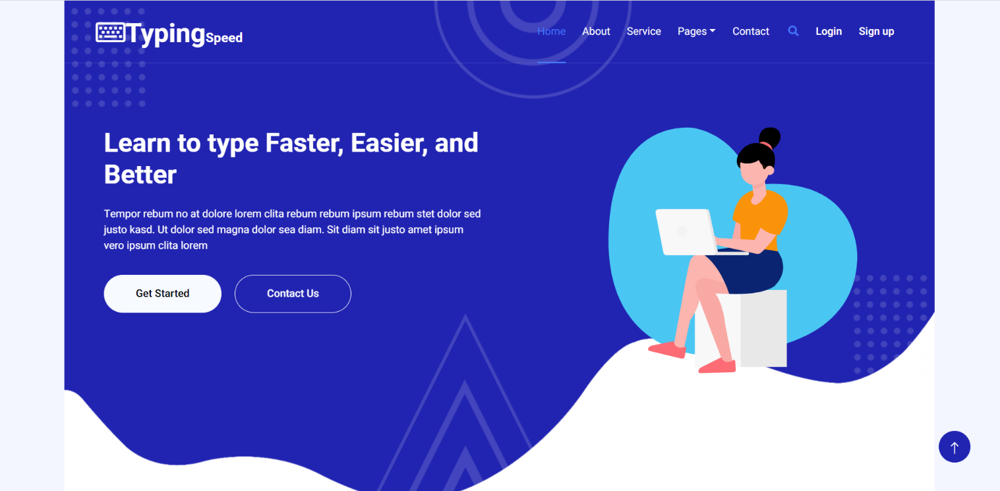 TypingSpeed
Home About Service Pages Contact Login Sign up
Learn to type Faster, Easier, and
Better
Tempor rebum no at dolore lorem clita rebum rebum ipsum rebum stet dolor sed
justo kasd. Ut dolor sed magna dolor sea diam. Sit diam sit justo amet ipsum
vero ipsum clita lorem
Get Started Contact Us